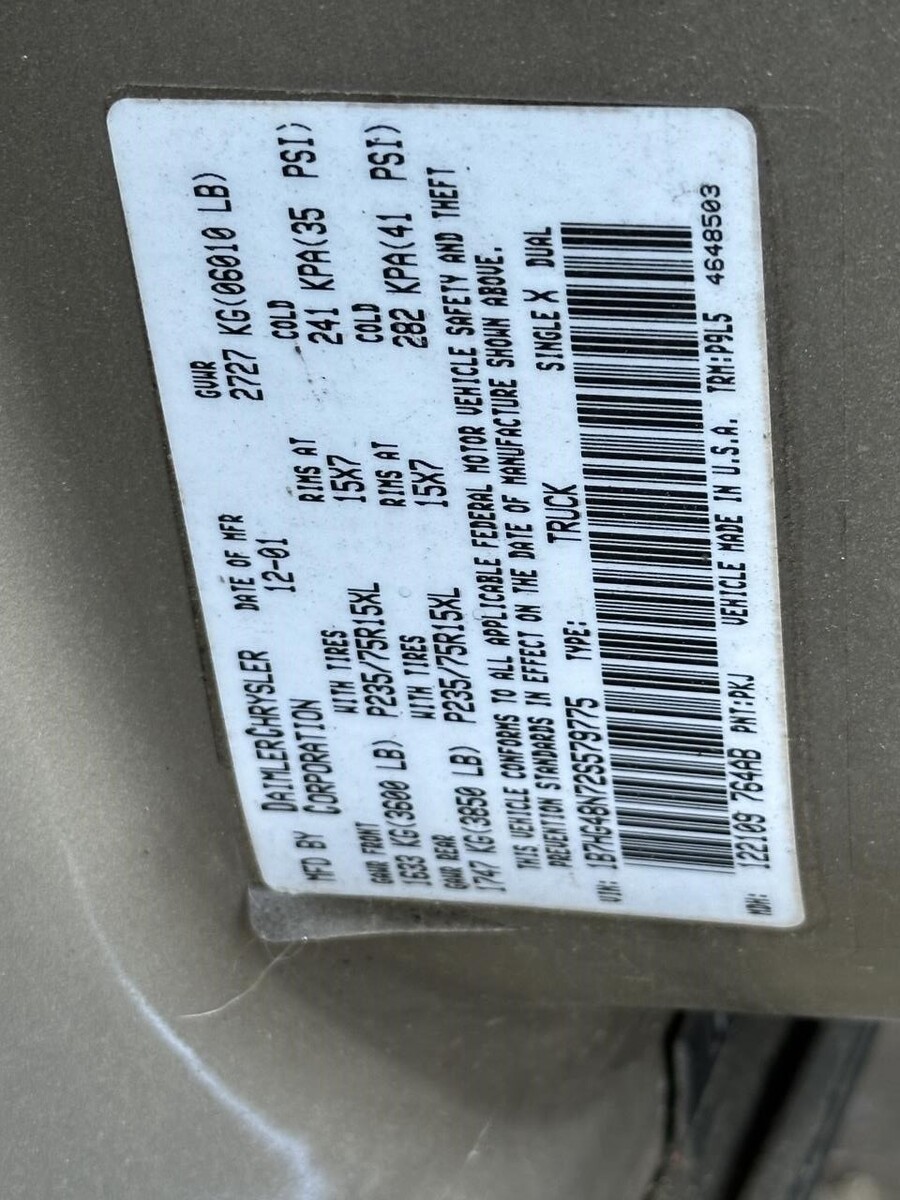 MFD BY DAIMLERCHRYSLER CORPORATION DATE OF MFR 12-01 GVWR 2727 KG(06010 LB)
GAWR FRONT WITH TIRES RIMS AT COLD
1633 KG(3600 LB) P235/75R15XL 15X7 241 KPA(35 PSI)
GAWR REAR WITH TIRES RIMS AT COLD
1747 KG(3850 LB) P235/75R15XL 15X7 282 KPA(41 PSI)
THIS VEHICLE CONFORMS TO ALL APPLICABLE FEDERAL MOTOR VEHICLE SAFETY AND THEFT
PREVENTION STANDARDS IN EFFECT ON THE DATE OF MANUFACTURE SHOWN ABOVE.
VIN: 1B7HG48N72S579775 TYPE: TRUCK SINGLE X DUAL
MDH: 122109 764AB PNT:PKJ VEHICLE MADE IN U.S.A. TRM:P9L5 4648503